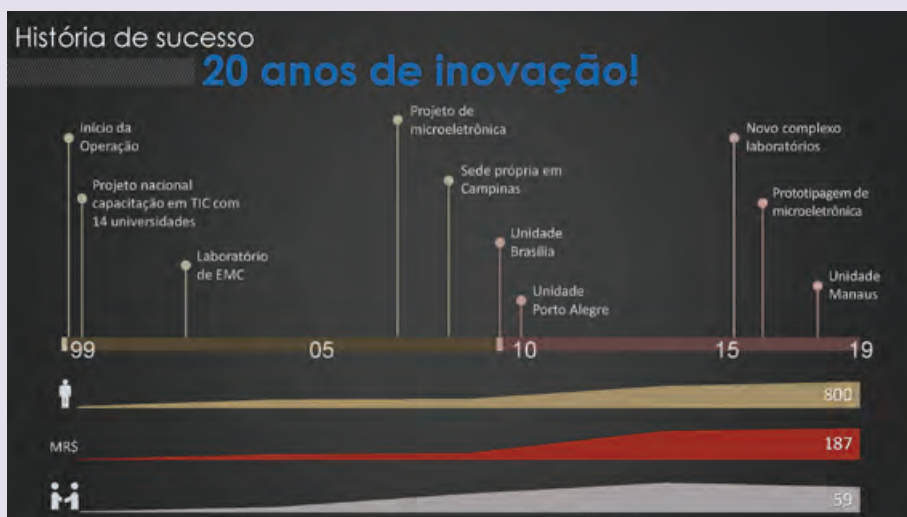 História de sucesso
20 anos de inovação!
Início da
Operação
Projeto nacional
capacitação em TIC com
14 universidades
Laboratório
de EMC
Projeto de
microeletrônica
Sede própria em
Campinas
Unidade
Brasília
Unidade
Porto Alegre
Novo complexo
laboratórios
Prototipagem de
microeletrônica
Unidade
Manaus
99 05 10 15 19
800
MR$ 187
59